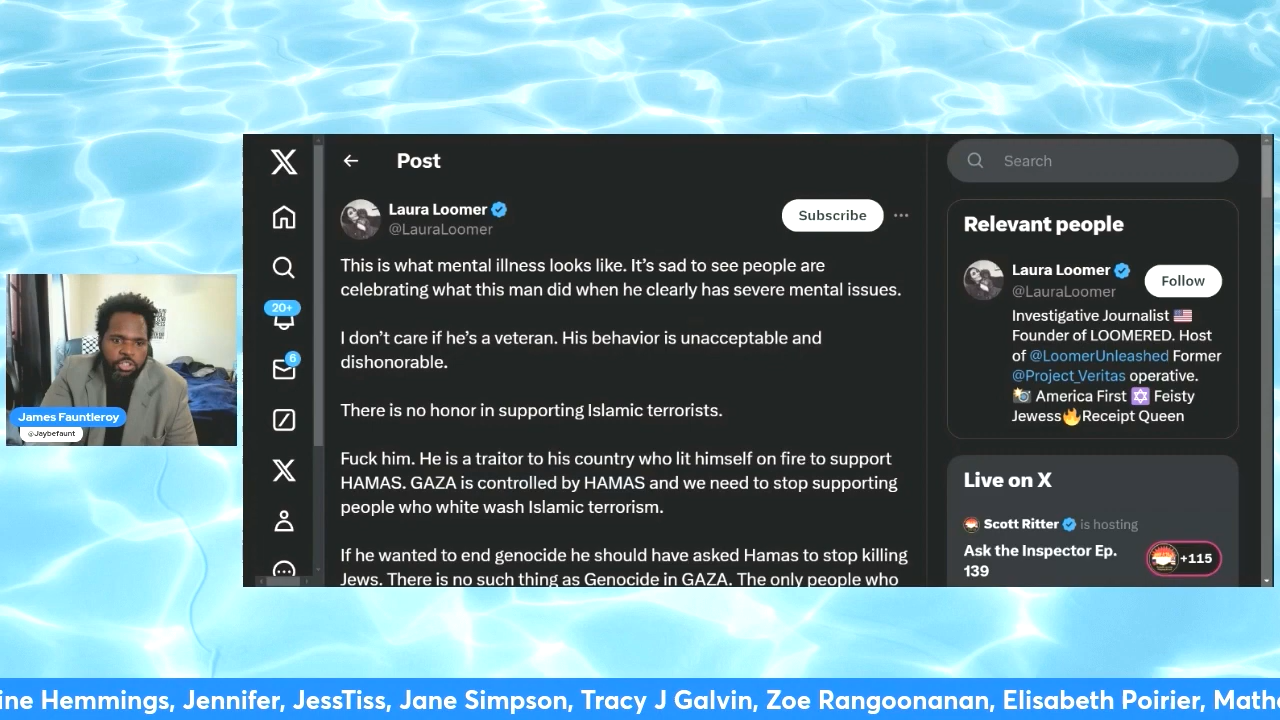 Post
Search
Laura Loomer
@LauraLoomer
Subscribe
This is what mental illness looks like. It’s sad to see people are
celebrating what this man did when he clearly has severe mental issues.
I don’t care if he’s a veteran. His behavior is unacceptable and
dishonorable.
There is no honor in supporting Islamic terrorists.
Fuck him. He is a traitor to his country who lit himself on fire to support
HAMAS. GAZA is controlled by HAMAS and we need to stop supporting
people who white wash Islamic terrorism.
If he wanted to end genocide he should have asked Hamas to stop killing
Jews. There is no such thing as Genocide in GAZA. The only people who
20+
6
Relevant people
Laura Loomer
@LauraLoomer
Follow
Investigative Journalist
Founder of LOOMERED. Host
of @LoomerUnleashed Former
@Project_Veritas operative.
America First Feisty
Jewess Receipt Queen
Live on X
Scott Ritter is hosting
Ask the Inspector Ep.
139
+115
James Fauntleroy
@Jaybefaunt
ine Hemmings, Jennifer, JessTiss, Jane Simpson, Tracy J Galvin, Zoe Rangoonanan, Elisabeth Poirier, Math